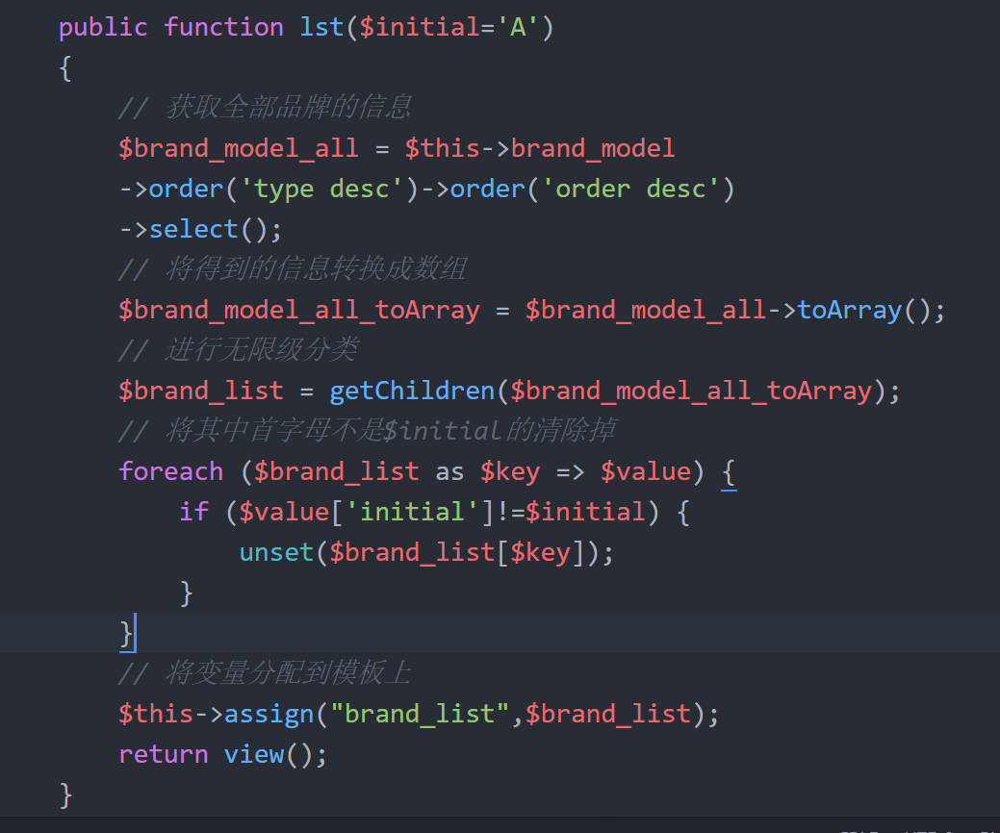 public function lst($initial='A')
{
// 获取全部品牌的信息
$brand_model_all = $this->brand_model
->order('type desc')->order('order desc')
->select();
// 将得到的信息转换成数组
$brand_model_all_toArray = $brand_model_all->toArray();
// 进行无限级分类
$brand_list = getChildren($brand_model_all_toArray);
// 将其中首字母不是$initial的清除掉
foreach ($brand_list as $key => $value) {
if ($value['initial']!=$initial) {
unset($brand_list[$key]);
}
}
// 将变量分配到模板上
$this->assign("brand_list",$brand_list);
return view();
}